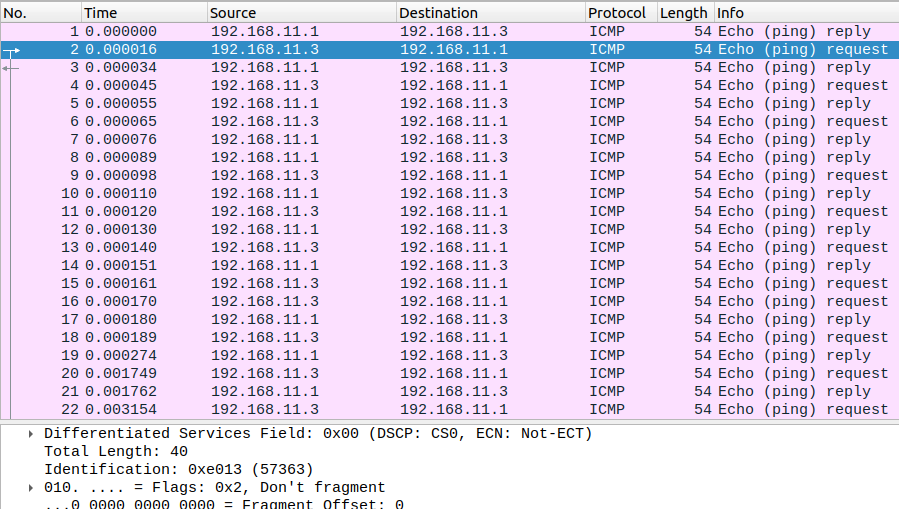 No. Time Source Destination Protocol Length Info
1 0.000000 192.168.11.1 192.168.11.3 ICMP 54 Echo (ping) reply
2 0.000016 192.168.11.3 192.168.11.1 ICMP 54 Echo (ping) request
3 0.000034 192.168.11.1 192.168.11.3 ICMP 54 Echo (ping) reply
4 0.000045 192.168.11.3 192.168.11.1 ICMP 54 Echo (ping) request
5 0.000055 192.168.11.1 192.168.11.3 ICMP 54 Echo (ping) reply
6 0.000065 192.168.11.3 192.168.11.1 ICMP 54 Echo (ping) request
7 0.000076 192.168.11.1 192.168.11.3 ICMP 54 Echo (ping) reply
8 0.000089 192.168.11.1 192.168.11.3 ICMP 54 Echo (ping) reply
9 0.000098 192.168.11.3 192.168.11.1 ICMP 54 Echo (ping) request
10 0.000110 192.168.11.1 192.168.11.3 ICMP 54 Echo (ping) reply
11 0.000120 192.168.11.3 192.168.11.1 ICMP 54 Echo (ping) request
12 0.000130 192.168.11.1 192.168.11.3 ICMP 54 Echo (ping) reply
13 0.000140 192.168.11.3 192.168.11.1 ICMP 54 Echo (ping) request
14 0.000151 192.168.11.1 192.168.11.3 ICMP 54 Echo (ping) reply
15 0.000161 192.168.11.3 192.168.11.1 ICMP 54 Echo (ping) request
16 0.000170 192.168.11.3 192.168.11.1 ICMP 54 Echo (ping) request
17 0.000180 192.168.11.1 192.168.11.3 ICMP 54 Echo (ping) reply
18 0.000189 192.168.11.3 192.168.11.1 ICMP 54 Echo (ping) request
19 0.000274 192.168.11.1 192.168.11.3 ICMP 54 Echo (ping) reply
20 0.001749 192.168.11.3 192.168.11.1 ICMP 54 Echo (ping) request
21 0.001762 192.168.11.1 192.168.11.3 ICMP 54 Echo (ping) reply
22 0.003154 192.168.11.3 192.168.11.1 ICMP 54 Echo (ping) request
Differentiated Services Field: 0x00 (DSCP: CS0, ECN: Not-ECT)
Total Length: 40
Identification: 0xe013 (57363)
010. .... = Flags: 0x2, Don't fragment
...0 0000 0000 0000 = Fragment Offset: 0